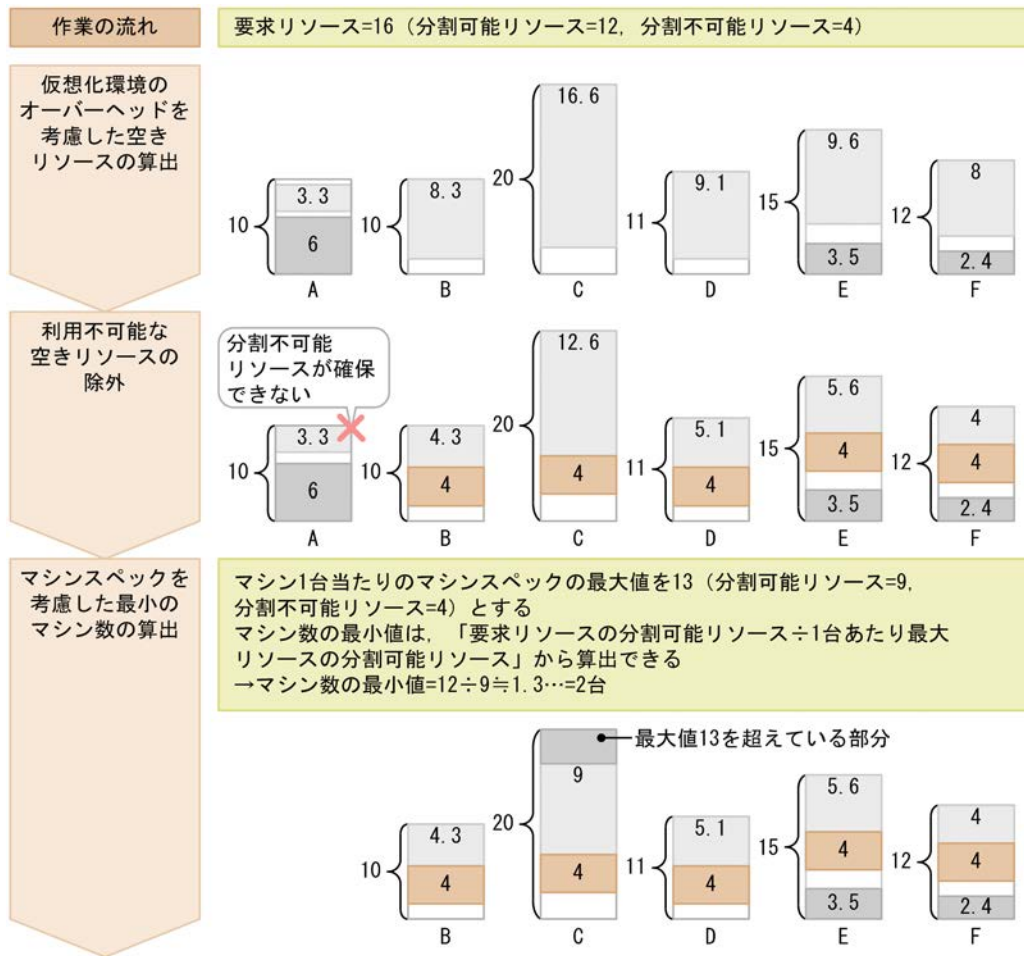 作業の流れ
要求リソース=16（分割可能リソース=12，分割不可能リソース=4）
仮想化環境の
オーバーヘッドを
考慮した空き
リソースの算出
10
3.3
6
A
10
8.3
B
20
16.6
C
11
9.1
D
15
9.6
3.5
E
12
8
2.4
F
利用不可能な
空きリソースの
除外
分割不可能
リソースが確保
できない
10
3.3
6
A
10
4.3
4
B
20
12.6
4
C
11
5.1
4
D
15
5.6
4
3.5
E
12
4
4
2.4
F
マシンスペックを
考慮した最小の
マシン数の算出
マシン1台当たりのマシンスペックの最大値を13（分割可能リソース=9，
分割不可能リソース=4）とする
マシン数の最小値は，「要求リソースの分割可能リソース÷1台あたり最大
リソースの分割可能リソース」から算出できる
→マシン数の最小値=12÷9≒1.3…=2台
最大値13を超えている部分
10
4.3
4
B
20
9
4
C
11
5.1
4
D
15
5.6
4
3.5
E
12
4
4
2.4
F